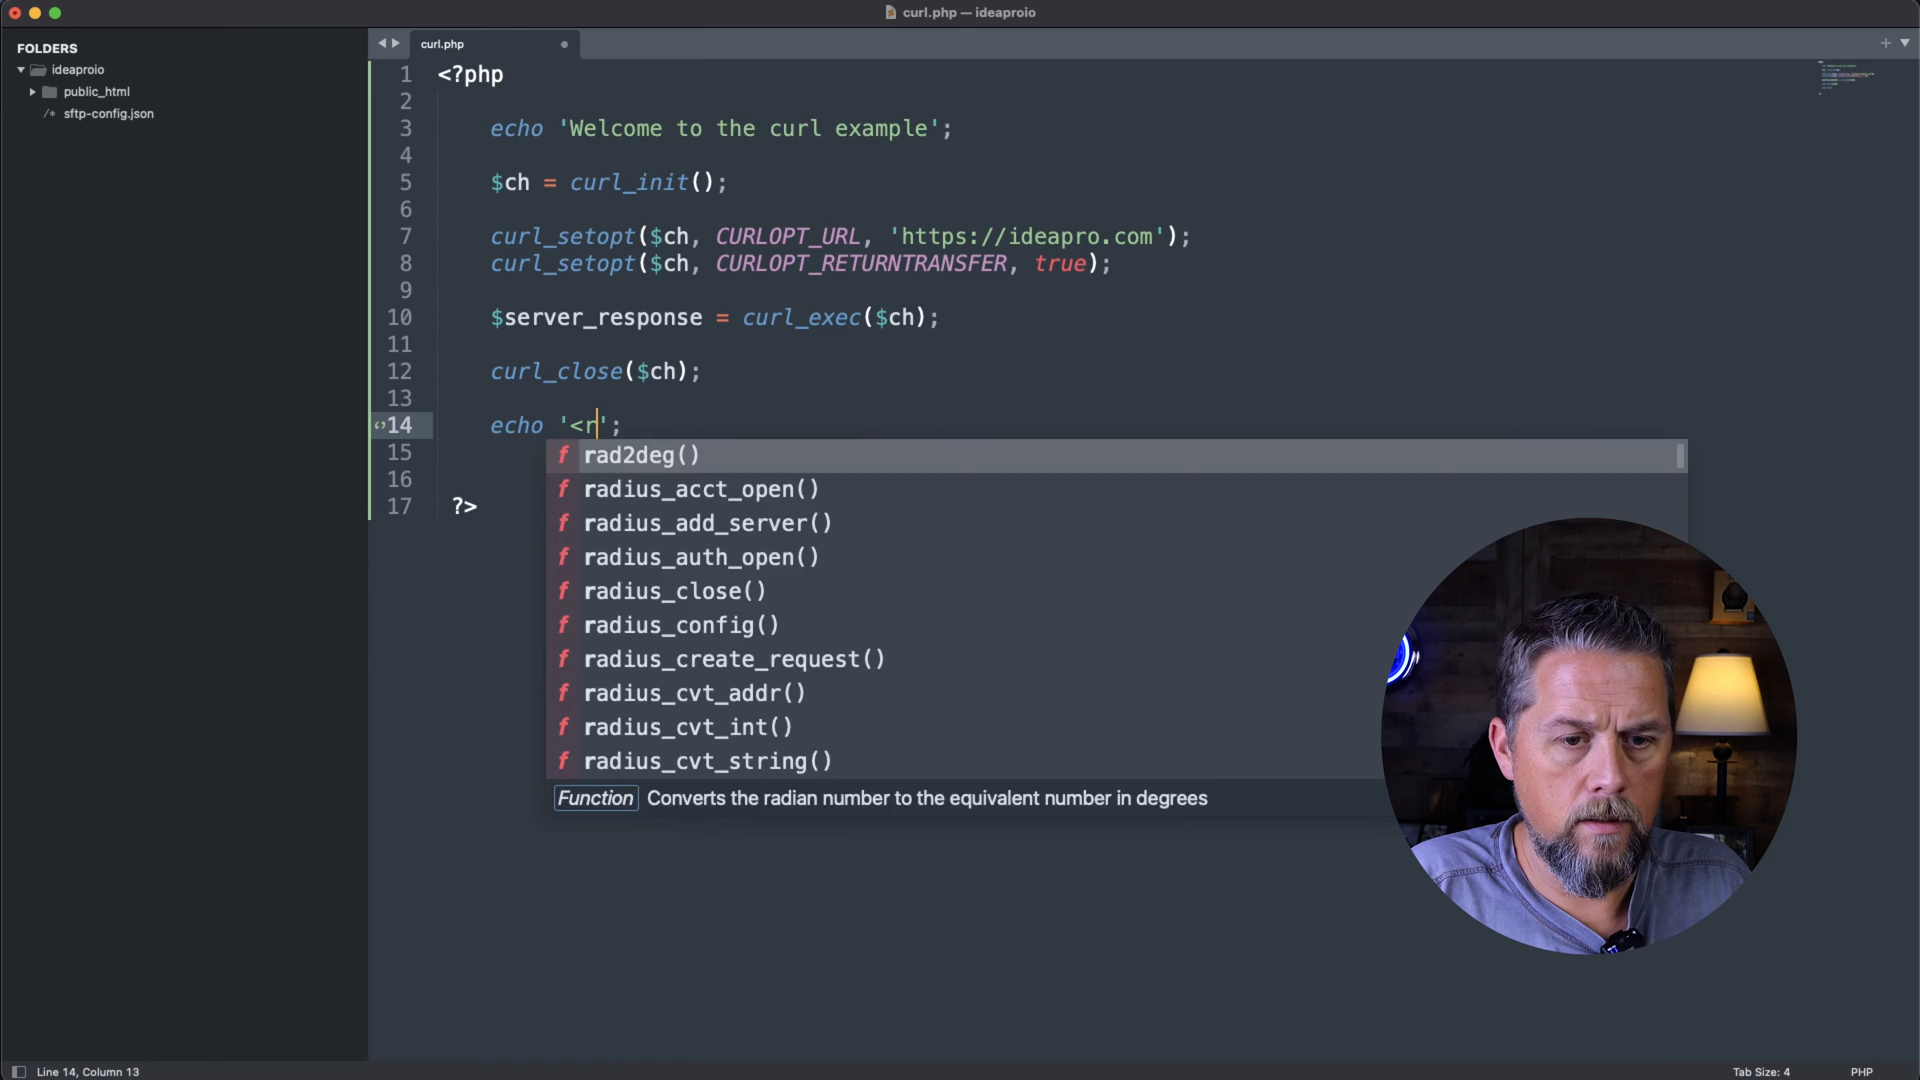 curl.php — ideaproio
FOLDERS
ideaproio
public_html
/* sftp-config.json
curl.php
1 <?php
2
3 echo 'Welcome to the curl example';
4
5 $ch = curl_init();
6
7 curl_setopt($ch, CURLOPT_URL, 'https://ideapro.com');
8 curl_setopt($ch, CURLOPT_RETURNTRANSFER, true);
9
10 $server_response = curl_exec($ch);
11
12 curl_close($ch);
13
14 echo '<r';
15
16
17 ?>
f rad2deg()
f radius_acct_open()
f radius_add_server()
f radius_auth_open()
f radius_close()
f radius_config()
f radius_create_request()
f radius_cvt_addr()
f radius_cvt_int()
f radius_cvt_string()
Function Converts the radian number to the equivalent number in degrees
Line 14, Column 13
Tab Size: 4
PHP